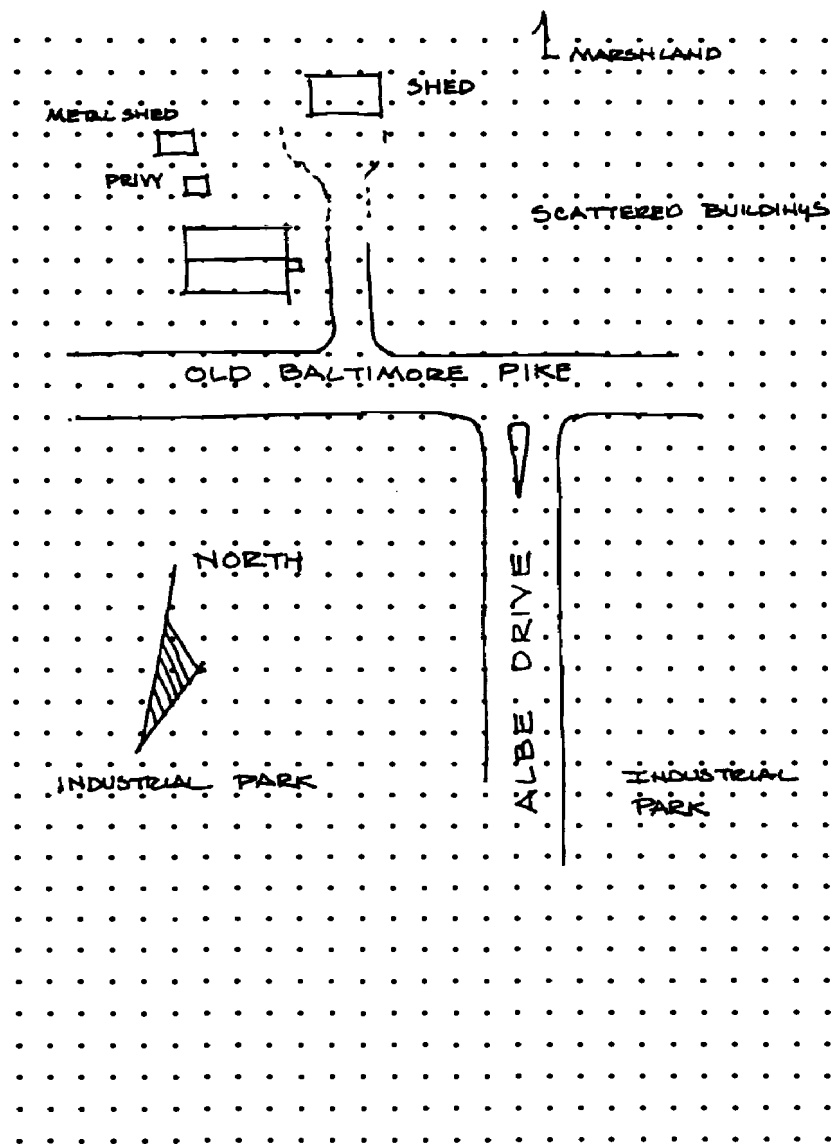 MARSHLAND
SHED
METAL SHED
PRIVY
SCATTERED BUILDINGS
OLD BALTIMORE PIKE
NORTH
ALBE DRIVE
INDUSTRIAL PARK
INDUSTRIAL
PARK